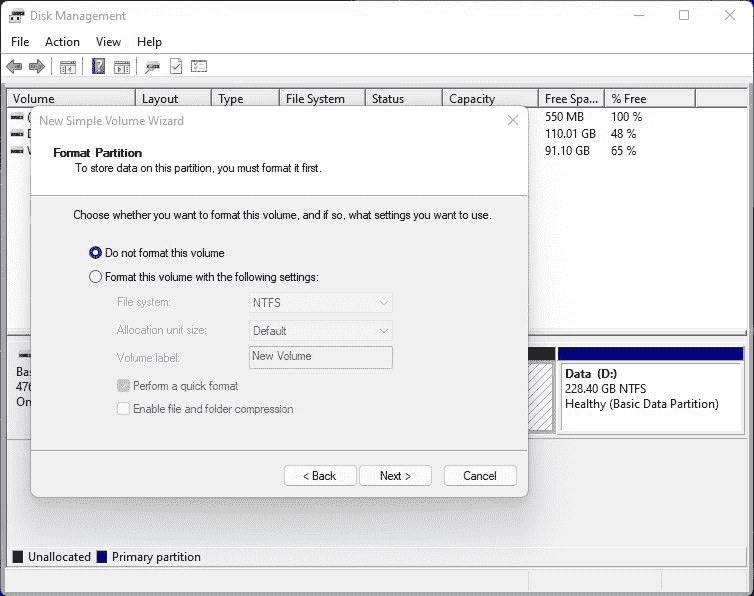 Disk Management
File Action View Help
Volume Layout Type File System Status Capacity Free Spa... % Free
550 MB 100 %
110.01 GB 48 %
91.10 GB 65 %
New Simple Volume Wizard
Format Partition
To store data on this partition, you must format it first.
Choose whether you want to format this volume, and if so, what settings you want to use.
Do not format this volume
Format this volume with the following settings:
File system: NTFS
Allocation unit size: Default
Volume label: New Volume
Perform a quick format
Enable file and folder compression
< Back Next > Cancel
Data (D:)
228.40 GB NTFS
Healthy (Basic Data Partition)
Unallocated Primary partition